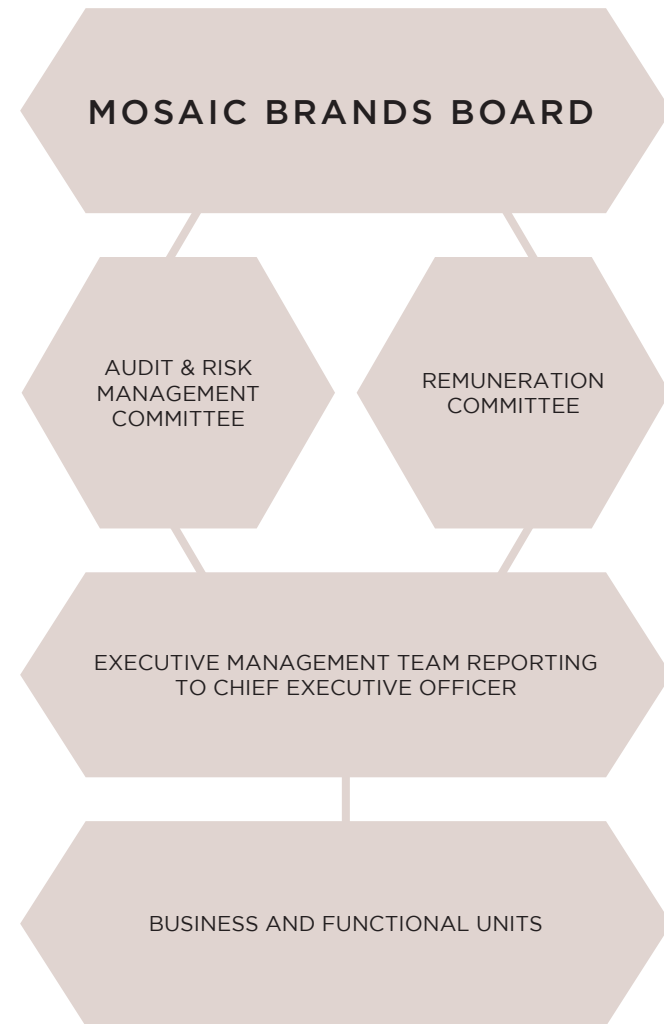 MOSAIC BRANDS BOARD
AUDIT & RISK
MANAGEMENT
COMMITTEE
REMUNERATION
COMMITTEE
EXECUTIVE MANAGEMENT TEAM REPORTING
TO CHIEF EXECUTIVE OFFICER
BUSINESS AND FUNCTIONAL UNITS